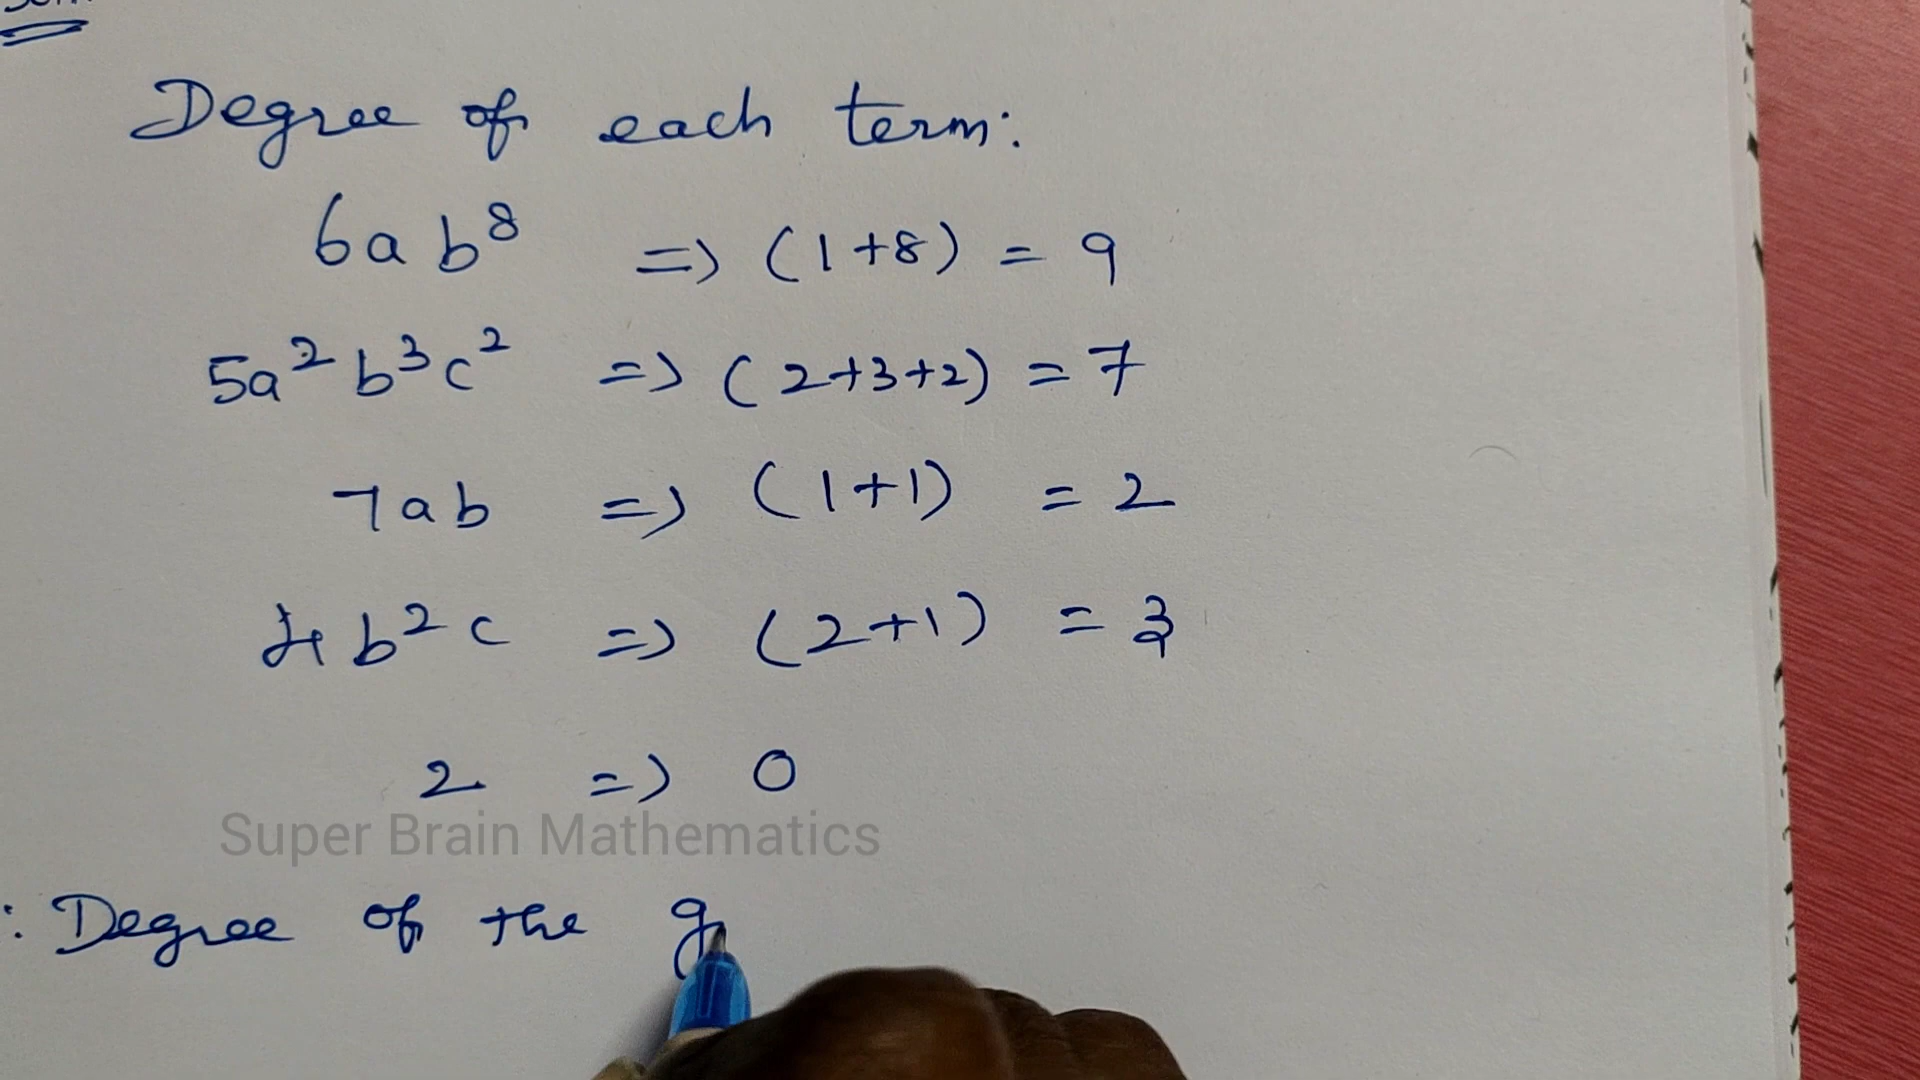 Degree of each term:
6ab⁸ => (1+8) = 9
5a²b³c² => (2+3+2) = 7
7ab => (1+1) = 2
4b²c => (2+1) = 3
2 => 0
Super Brain Mathematics
: Degree of the g